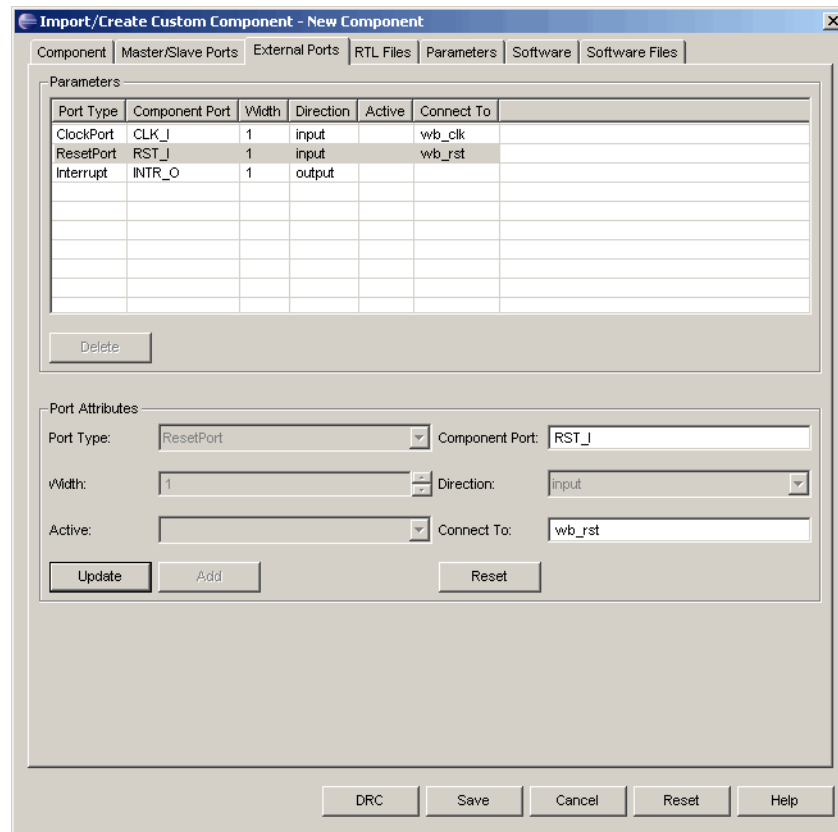 Import/Create Custom Component - New Component
Component Master/Slave Ports External Ports RTL Files Parameters Software Software Files
Parameters
Port Type Component Port Width Direction Active Connect To
ClockPort CLK_I 1 input wb_clk
ResetPort RST_I 1 input wb_rst
Interrupt INTR_O 1 output
Delete
Port Attributes
Port Type: ResetPort Component Port: RST_I
Width: 1 Direction: input
Active: Connect To: wb_rst
Update Add Reset
DRC Save Cancel Reset Help